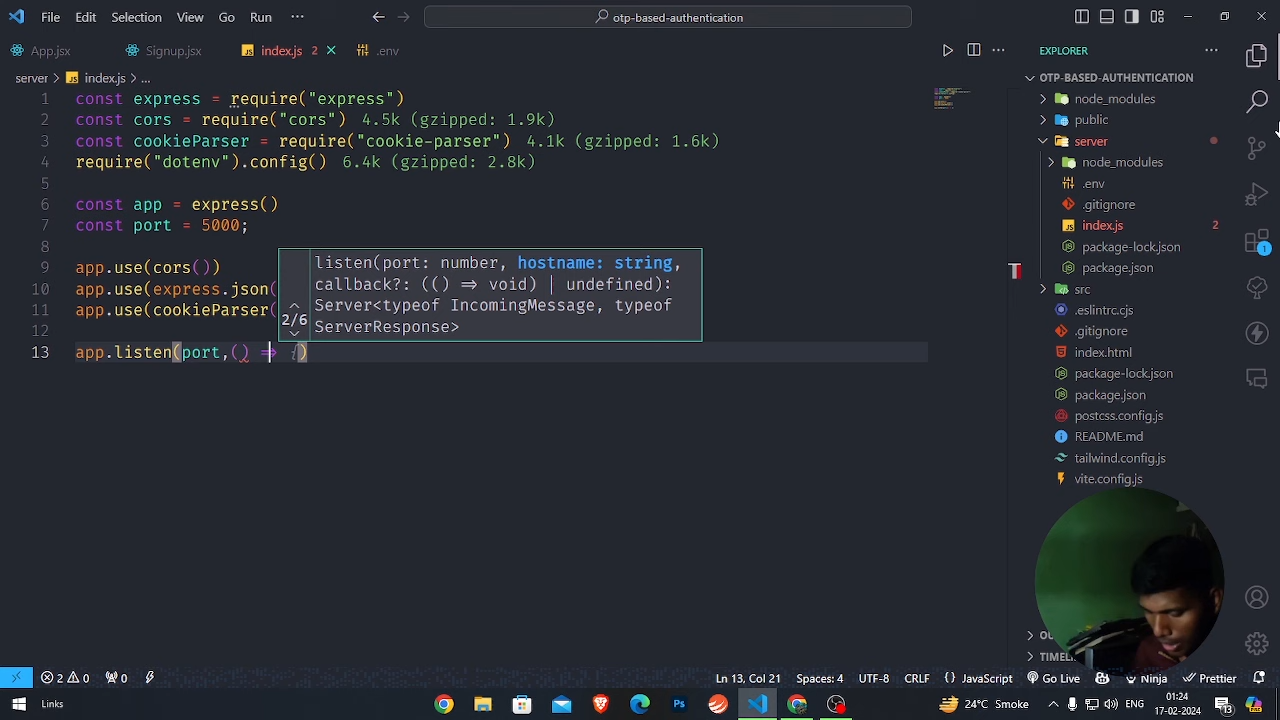 File Edit Selection View Go Run ··· otp-based-authentication
App.jsx Signup.jsx index.js 2 .env
server > index.js > ...
1 const express = require("express")
2 const cors = require("cors") 4.5k (gzipped: 1.9k)
3 const cookieParser = require("cookie-parser") 4.1k (gzipped: 1.6k)
4 require("dotenv").config() 6.4k (gzipped: 2.8k)
5
6 const app = express()
7 const port = 5000;
8
9 app.use(cors())
10 app.use(express.json(
11 app.use(cookieParser(
12
13 app.listen(port,() => {)
listen(port: number, hostname: string,
callback?: (() => void) | undefined):
2/6
Server<typeof IncomingMessage, typeof
ServerResponse>
EXPLORER ···
OTP-BASED-AUTHENTICATION
node_modules
public
server
node_modules
.env
.gitignore
index.js 2
package-lock.json
package.json
src
.eslintrc.cjs
.gitignore
index.html
package-lock.json
package.json
postcss.config.js
README.md
tailwind.config.js
vite.config.js
TIMELI
1
2 0 0 Ln 13, Col 21 Spaces: 4 UTF-8 CRLF {} JavaScript Go Live Ninja Prettier
Links Ps 24°C Smoke 01:24
17-02-2024